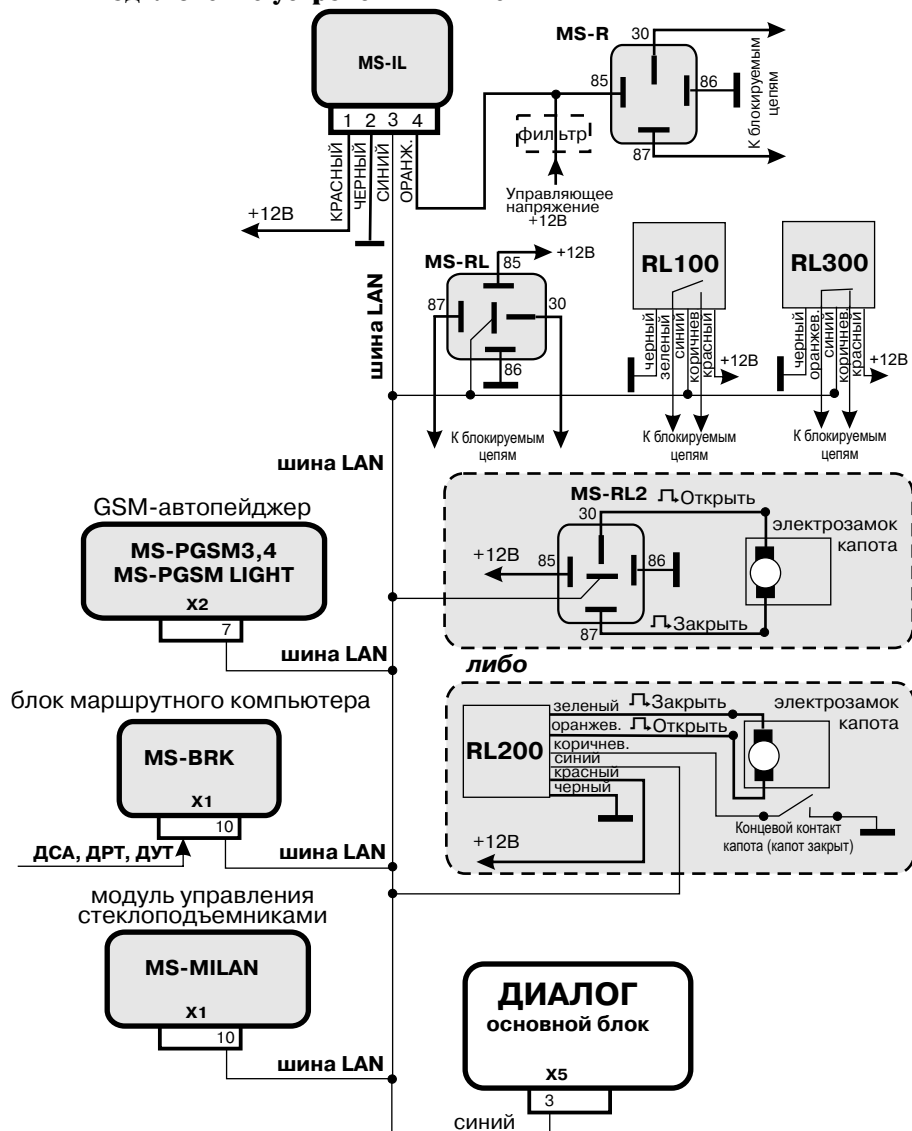 MS-IL
1 2 3 4
КРАСНЫЙ
ЧЕРНЫЙ
СИНИЙ
ОРАНЖ.
+12В
MS-R
30
85
86
87
К блокируемым
цепям
фильтр
Управляющее
напряжение
+12В
шина LAN
MS-RL
85
+12В
87
30
86
К блокируемым
цепям
RL100
черный
зеленый
синий
коричнев.
красный
+12В
К блокируемым
цепям
RL300
черный
оранжев.
синий
коричнев.
красный
+12В
К блокируемым
цепям
шина LAN
GSM-автопейджер
MS-PGSM3,4
MS-PGSM LIGHT
X2
7
шина LAN
MS-RL2
Открыть
30
+12В
85
86
87
Закрыть
электрозамок
капота
либо
блок маршрутного компьютера
MS-BRK
X1
10
ДСА, ДРТ, ДУТ
шина LAN
RL200
зеленый
Закрыть
оранжев.
Открыть
коричнев.
синий
красный
черный
+12В
электрозамок
капота
Концевой контакт
капота (капот закрыт)
модуль управления
стеклоподъемниками
MS-MILAN
X1
10
шина LAN
ДИАЛОГ
основной блок
X5
3
синий